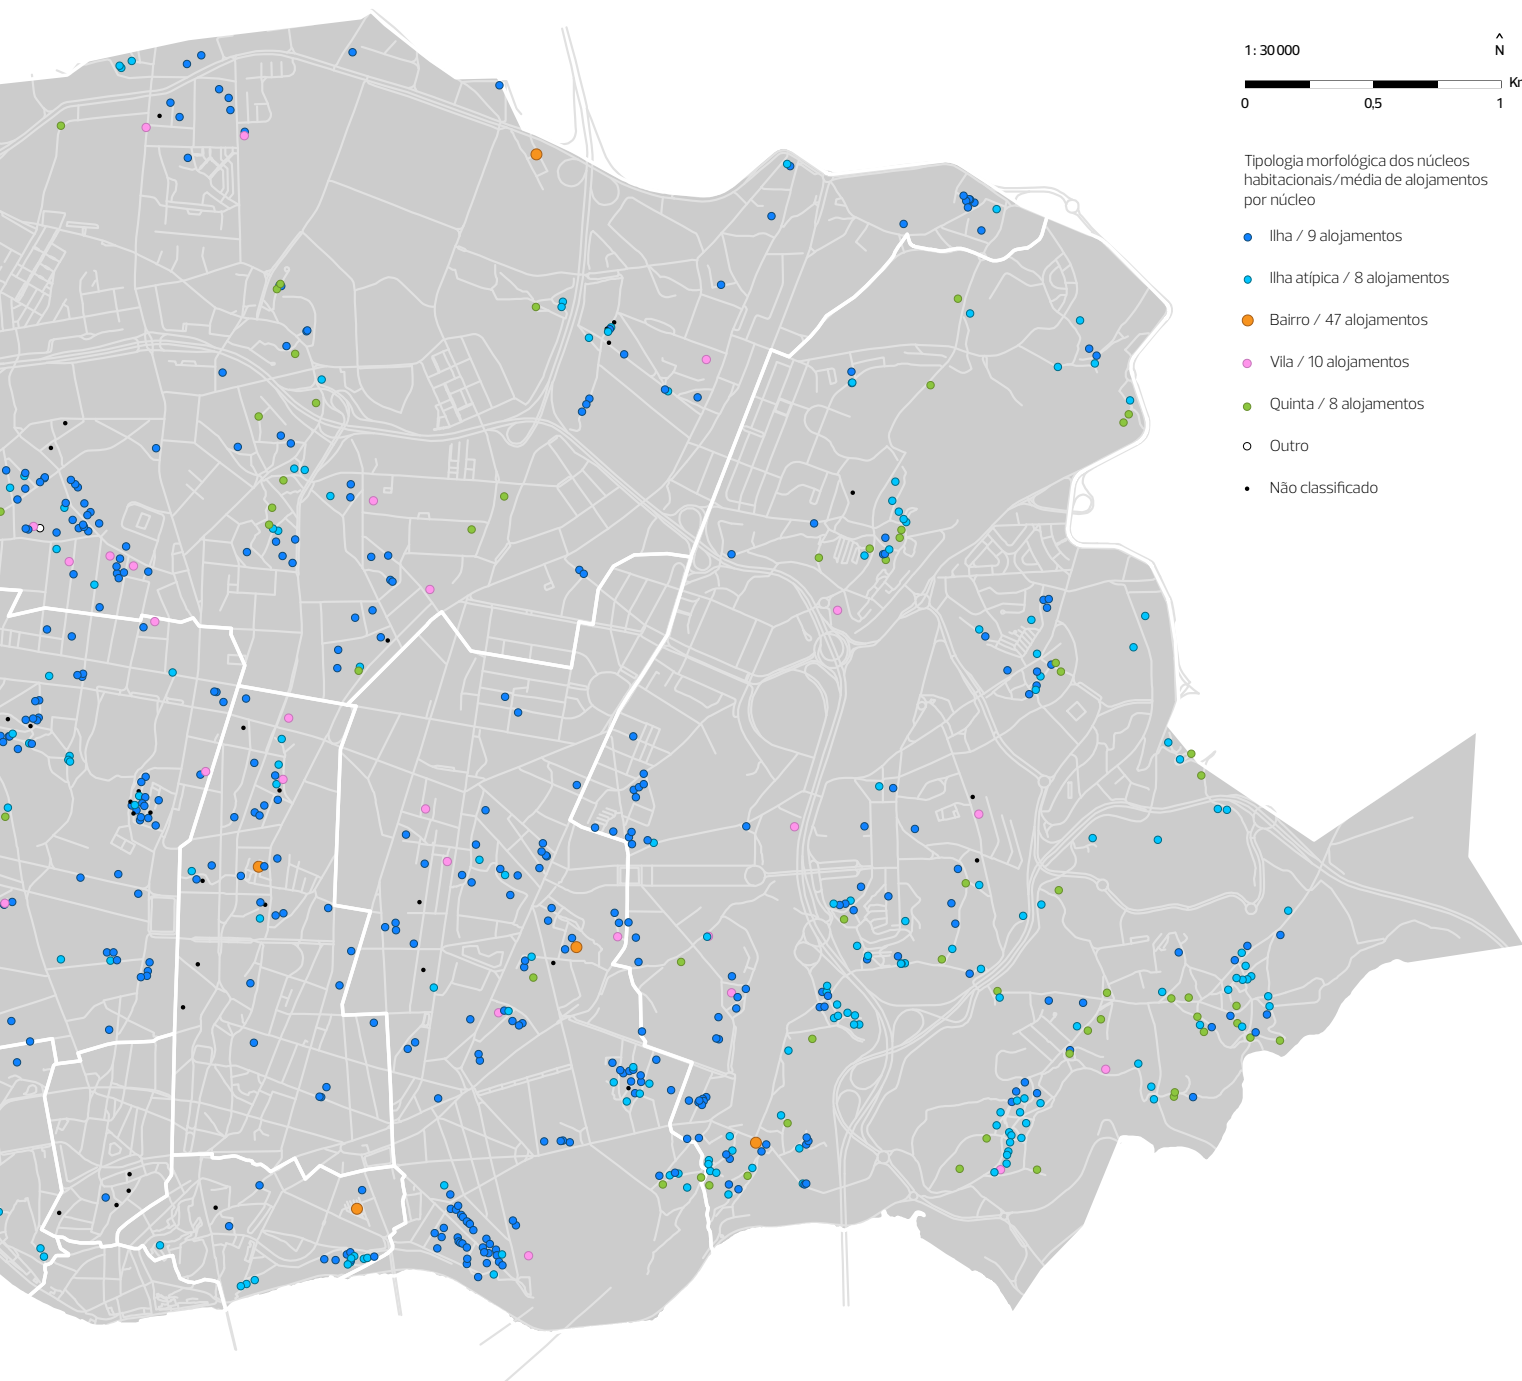 1 : 30 000
^
N
0 0,5 1
Tipologia morfológica dos núcleos
habitacionais/média de alojamentos
por núcleo
Ilha / 9 alojamentos
Ilha atípica / 8 alojamentos
Bairro / 47 alojamentos
Vila / 10 alojamentos
Quinta / 8 alojamentos
Outro
Não classificado